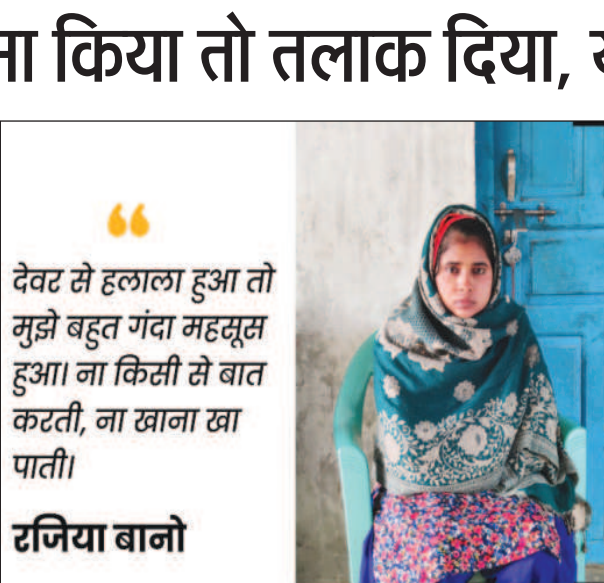 किया तो तलाक दिया,
❝
देवर से हलाला हुआ तो
मुझे बहुत गंदा महसूस
हुआ। ना किसी से बात
करती, ना खाना खा
पाती।
रजिया बानो